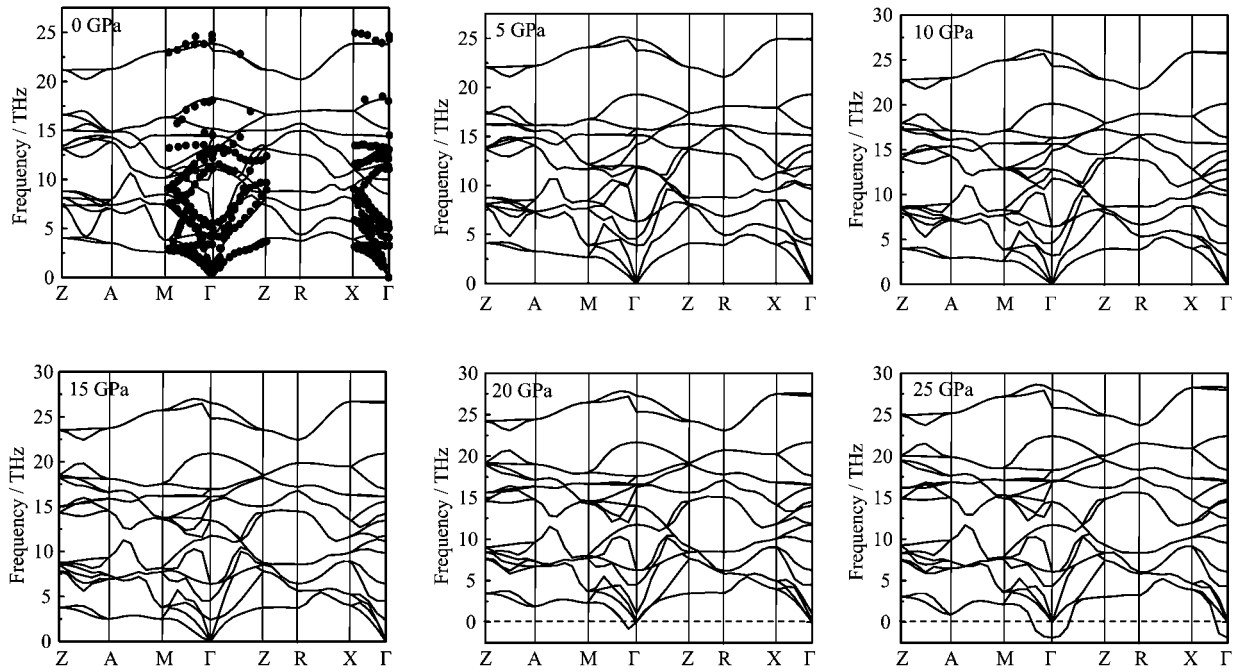 0 GPa
Frequency / THz
25
20
15
10
5
0
Z A M Γ Z R X Γ
5 GPa
Frequency / THz
25
20
15
10
5
0
Z A M Γ Z R X Γ
10 GPa
Frequency / THz
30
25
20
15
10
5
0
Z A M Γ Z R X Γ
15 GPa
Frequency / THz
30
25
20
15
10
5
0
Z A M Γ Z R X Γ
20 GPa
Frequency / THz
30
25
20
15
10
5
0
Z A M Γ Z R X Γ
25 GPa
Frequency / THz
30
25
20
15
10
5
0
Z A M Γ Z R X Γ